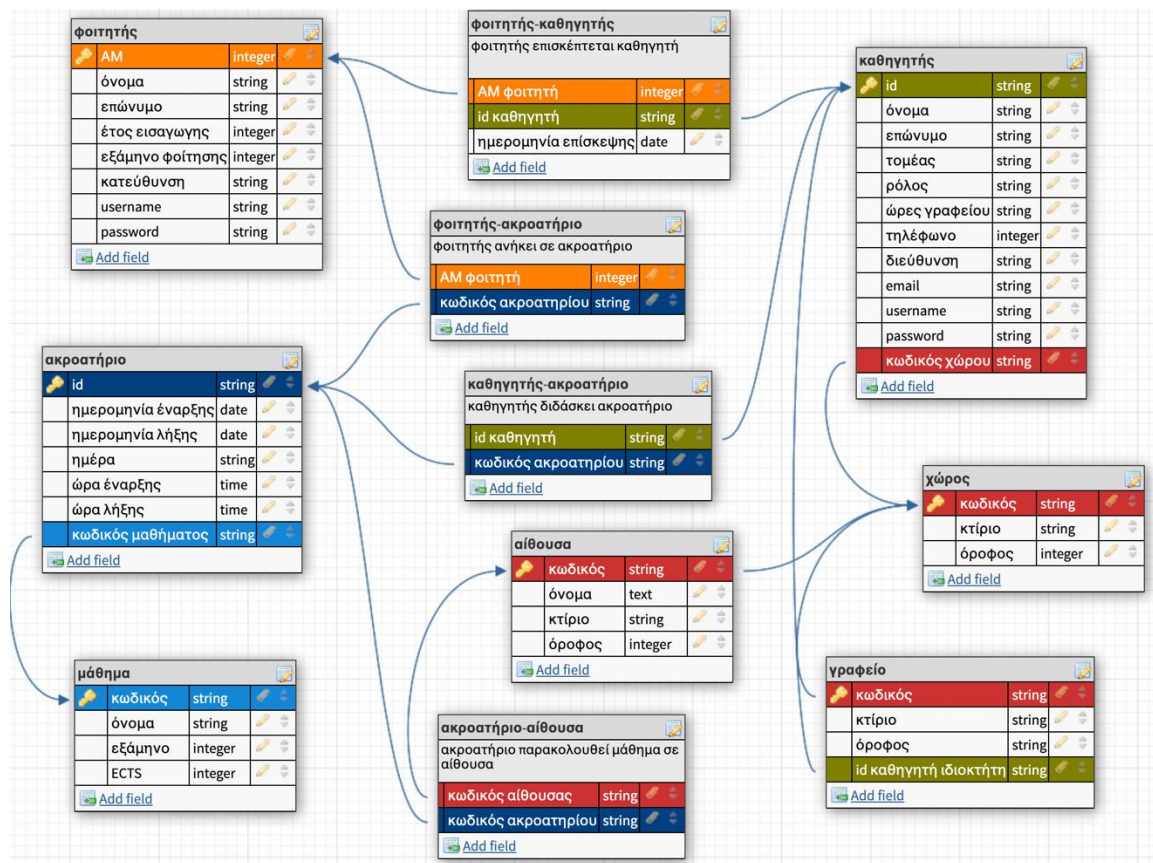 φοιτητής
ΑΜ integer
όνομα string
επώνυμο string
έτος εισαγωγης integer
εξάμηνο φοίτησης integer
κατεύθυνση string
username string
password string
Add field
φοιτητής-καθηγητής
φοιτητής επισκέπτεται καθηγητή
ΑΜ φοιτητή integer
id καθηγητή string
ημερομηνία επίσκεψης date
Add field
καθηγητής
id string
όνομα string
επώνυμο string
τομέας string
ρόλος string
ώρες γραφείου string
τηλέφωνο integer
διεύθυνση string
email string
username string
password string
κωδικός χώρου string
Add field
φοιτητής-ακροατήριο
φοιτητής ανήκει σε ακροατήριο
ΑΜ φοιτητή integer
κωδικός ακροατηρίου string
Add field
ακροατήριο
id string
ημερομηνία έναρξης date
ημερομηνία λήξης date
ημέρα string
ώρα έναρξης time
ώρα λήξης time
κωδικός μαθήματος string
Add field
καθηγητής-ακροατήριο
καθηγητής διδάσκει ακροατήριο
id καθηγητή string
κωδικός ακροατηρίου string
Add field
χώρος
κωδικός string
κτίριο string
όροφος integer
Add field
αίθουσα
κωδικός string
όνομα text
κτίριο string
όροφος integer
Add field
μάθημα
κωδικός string
όνομα string
εξάμηνο integer
ECTS integer
Add field
ακροατήριο-αίθουσα
ακροατήριο παρακολουθεί μάθημα σε
αίθουσα
κωδικός αίθουσας string
κωδικός ακροατηρίου string
Add field
γραφείο
κωδικός string
κτίριο string
όροφος string
id καθηγητή ιδιοκτήτη string
Add field